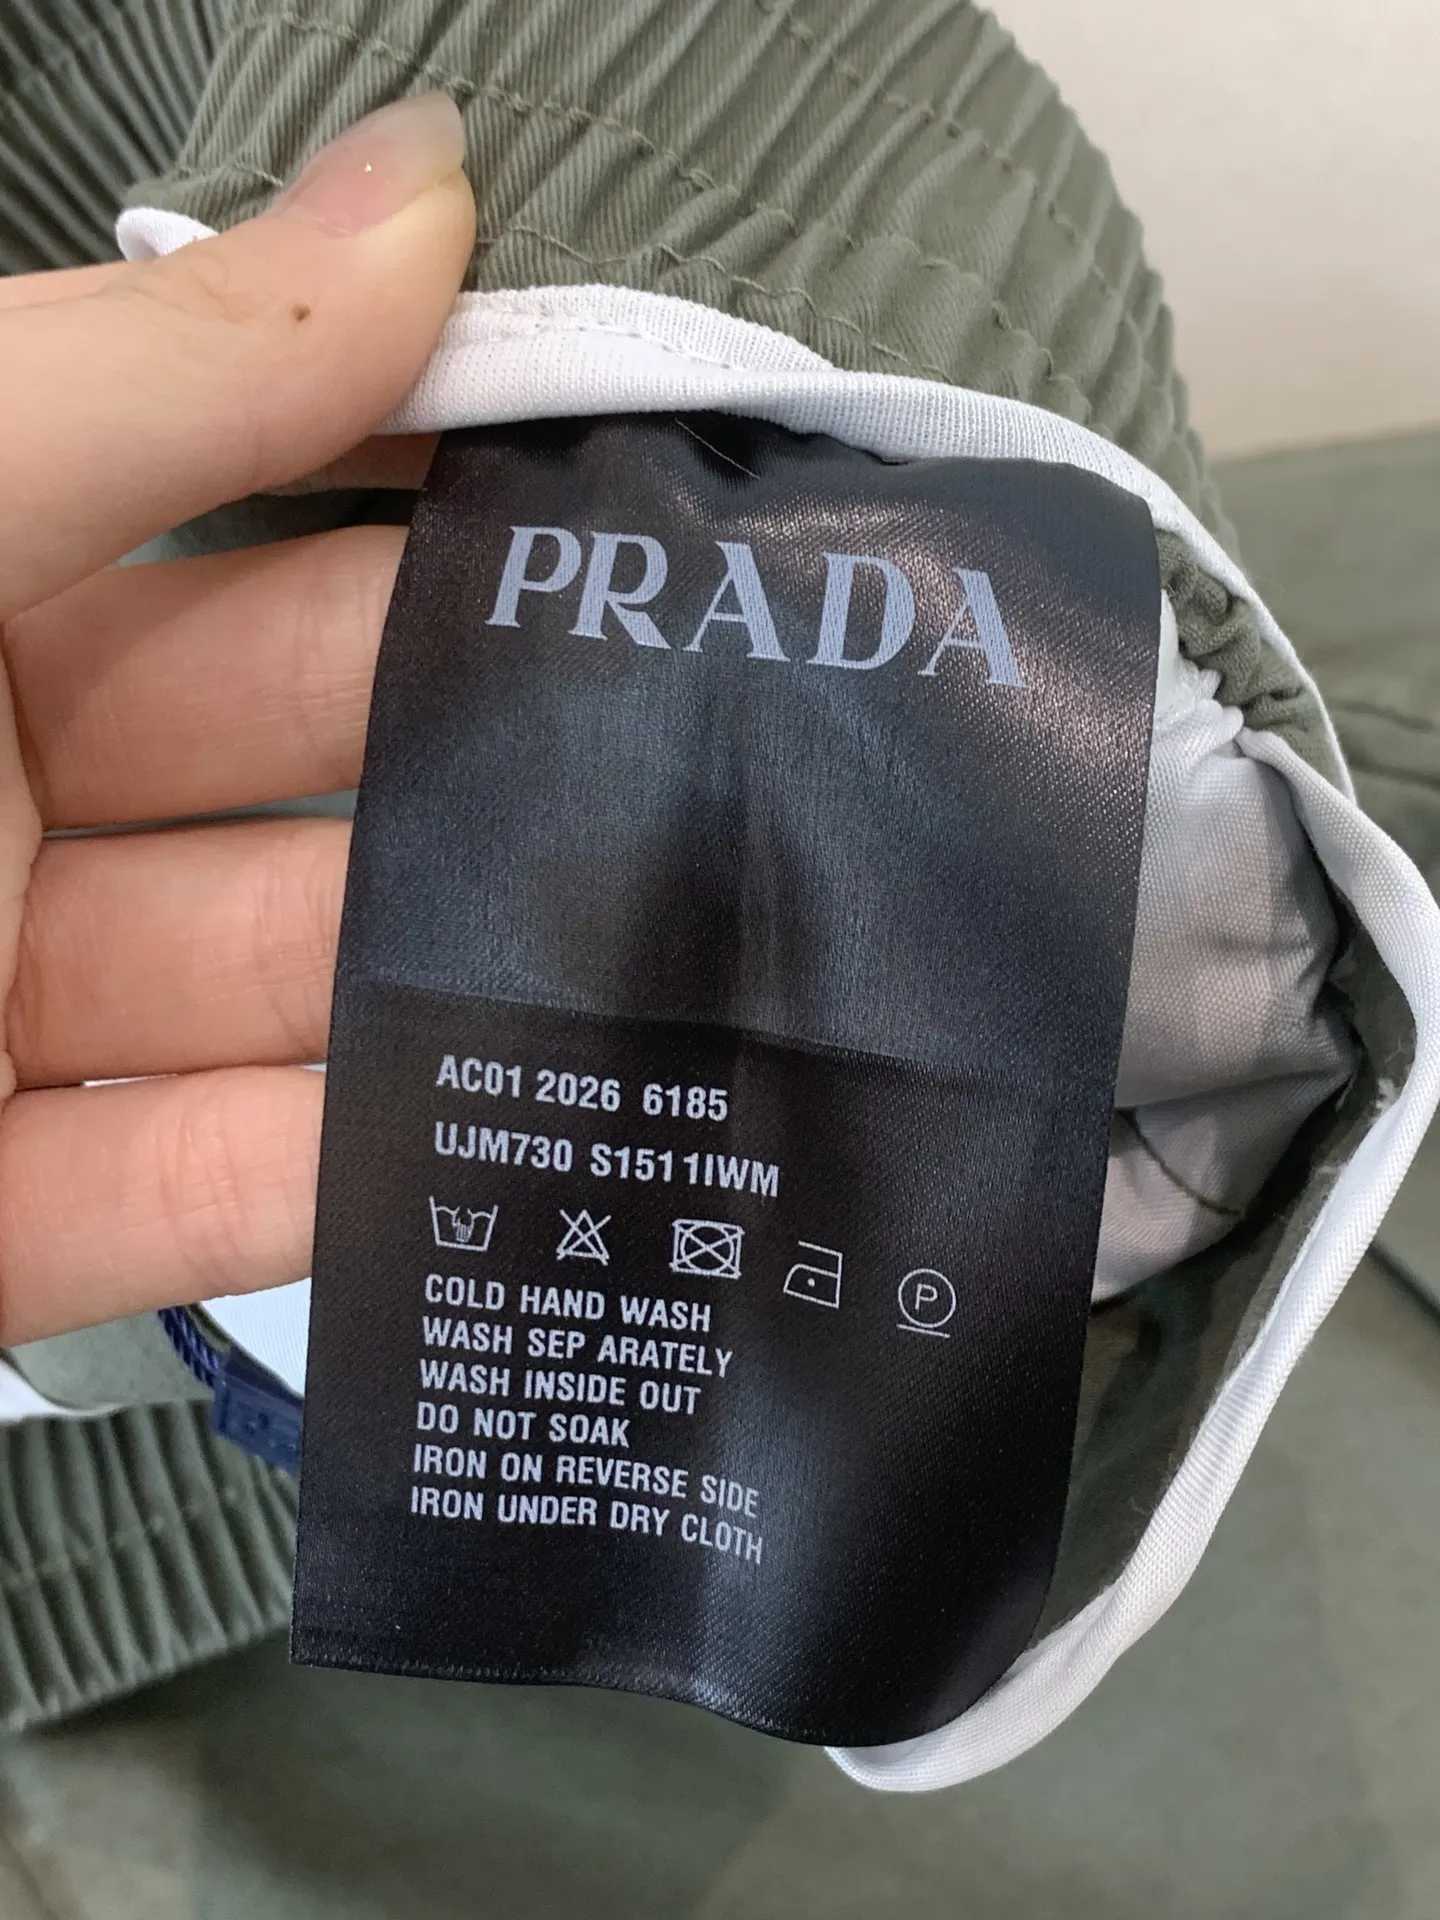 PRADA
AC01 2026 6185
UJM730 S151 1IWM
P
COLD HAND WASH
WASH SEP ARATELY
WASH INSIDE OUT
DO NOT SOAK
IRON ON REVERSE SIDE
IRON UNDER DRY CLOTH